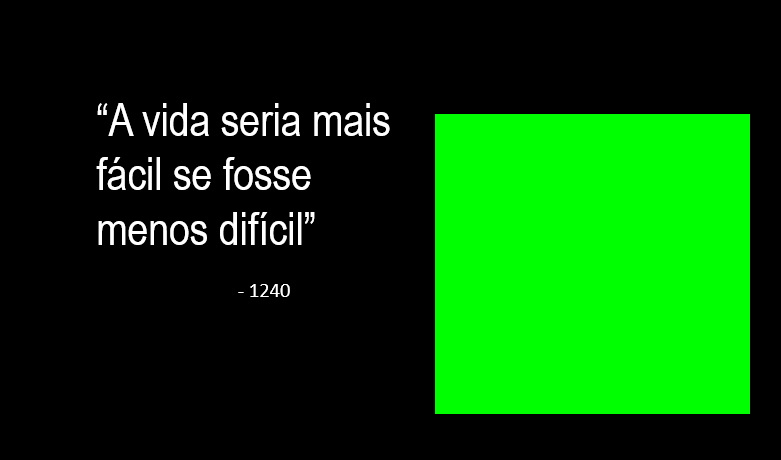 “A vida seria mais
fácil se fosse
menos difícil”
- 1240